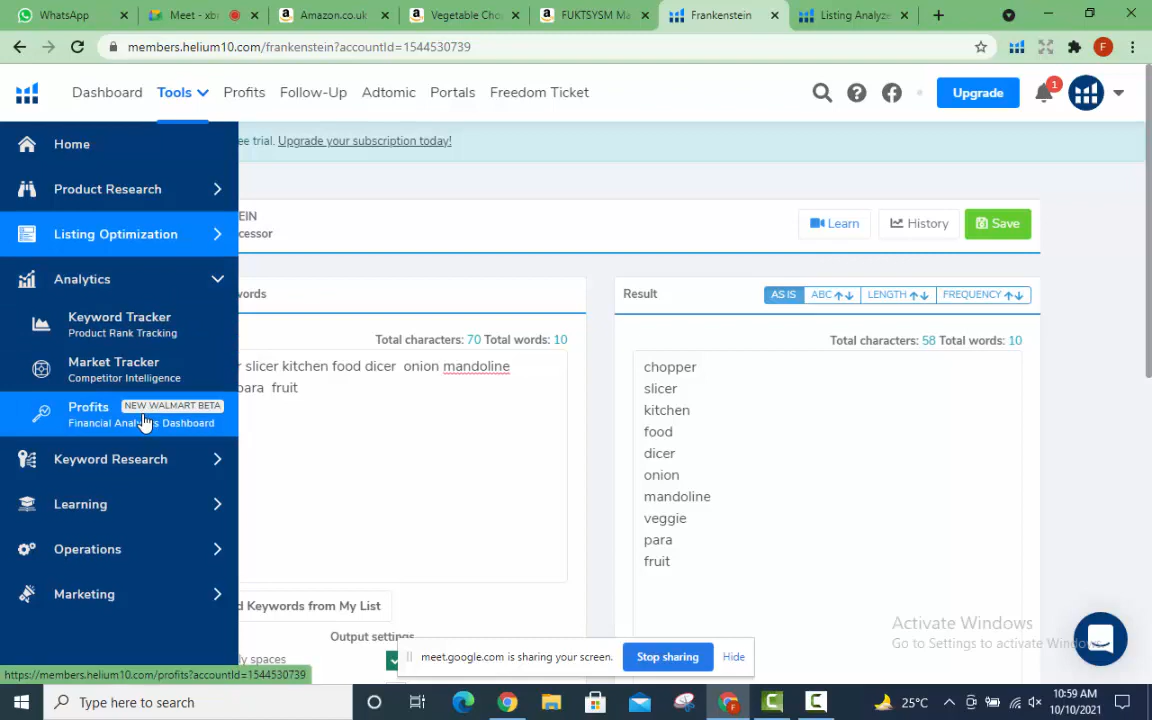 WhatsApp
Meet - xbr
Amazon.co.uk
Vegetable Cho
FUKTSYSM Ma
Frankenstein
Listing Analyze
members.helium10.com/frankenstein?accountId=1544530739
F
Dashboard
Tools
Profits
Follow-Up
Adtomic
Portals
Freedom Ticket
Upgrade
1
Home
ee trial. Upgrade your subscription today!
Product Research
Listing Optimization
EIN
cessor
Learn
History
Save
Analytics
words
Result
AS IS
ABC
LENGTH
FREQUENCY
Keyword Tracker
Product Rank Tracking
Total characters: 70 Total words: 10
Total characters: 58 Total words: 10
Market Tracker
Competitor Intelligence
r slicer kitchen food dicer onion mandoline
para fruit
chopper
slicer
kitchen
food
dicer
onion
mandoline
veggie
para
fruit
Profits
NEW WALMART BETA
Financial Analytics Dashboard
Keyword Research
Learning
Operations
Marketing
d Keywords from My List
Output settings
y spaces
Activate Windows
Go to Settings to activate Windows.
meet.google.com is sharing your screen.
Stop sharing
Hide
https://members.helium10.com/profits?accountId=1544530739
Type here to search
25°C
10:59 AM
10/10/2021